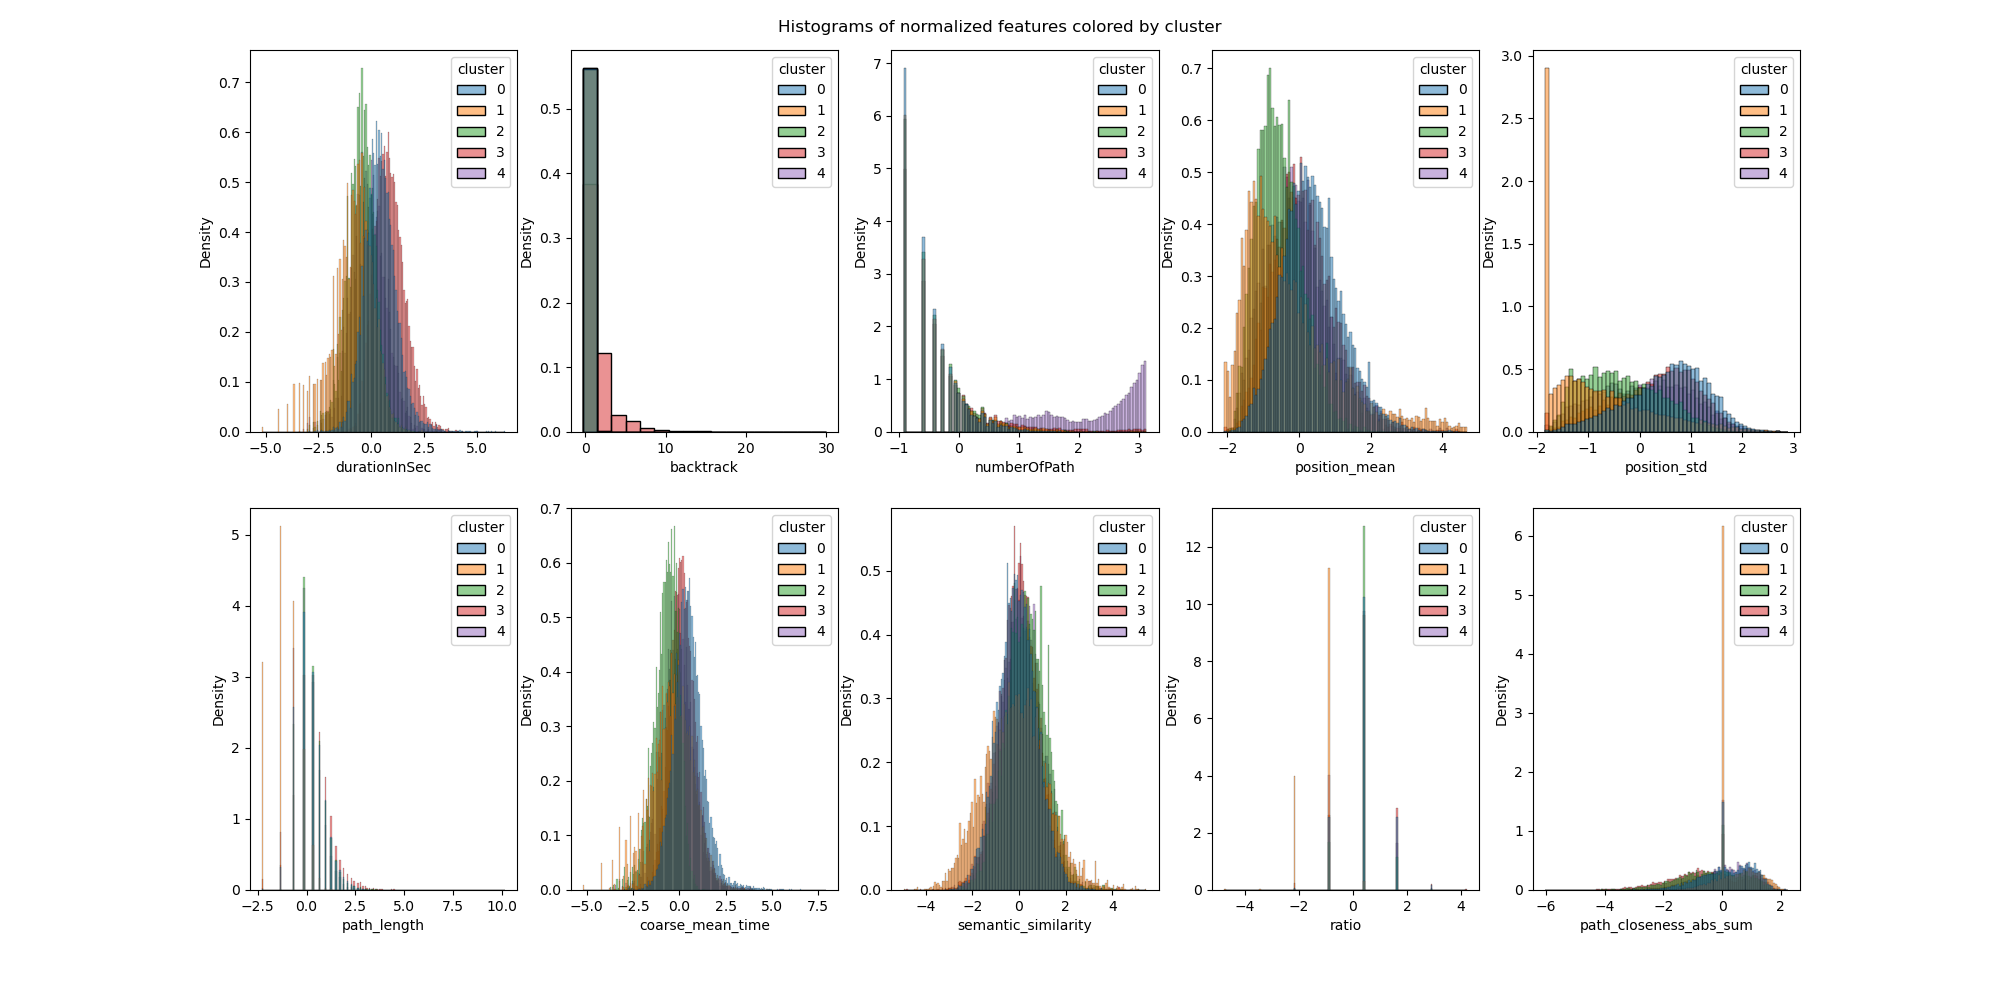 Histograms of normalized features colored by cluster
cluster
0
1
2
3
4
Density
0.0
0.1
0.2
0.3
0.4
0.5
0.6
0.7
−5.0 −2.5 0.0 2.5 5.0
durationInSec
cluster
0
1
2
3
4
Density
0.0
0.1
0.2
0.3
0.4
0.5
0 10 20 30
backtrack
cluster
0
1
2
3
4
Density
0
1
2
3
4
5
6
7
−1 0 1 2 3
numberOfPath
cluster
0
1
2
3
4
Density
0.0
0.1
0.2
0.3
0.4
0.5
0.6
0.7
−2 0 2 4
position_mean
cluster
0
1
2
3
4
Density
0.0
0.5
1.0
1.5
2.0
2.5
3.0
−2 −1 0 1 2 3
position_std
cluster
0
1
2
3
4
Density
0
1
2
3
4
5
−2.5 0.0 2.5 5.0 7.5 10.0
path_length
cluster
0
1
2
3
4
Density
0.0
0.1
0.2
0.3
0.4
0.5
0.6
0.7
−5.0 −2.5 0.0 2.5 5.0 7.5
coarse_mean_time
cluster
0
1
2
3
4
Density
0.0
0.1
0.2
0.3
0.4
0.5
−4 −2 0 2 4
semantic_similarity
cluster
0
1
2
3
4
Density
0
2
4
6
8
10
12
−4 −2 0 2 4
ratio
cluster
0
1
2
3
4
Density
0
1
2
3
4
5
6
−6 −4 −2 0 2
path_closeness_abs_sum